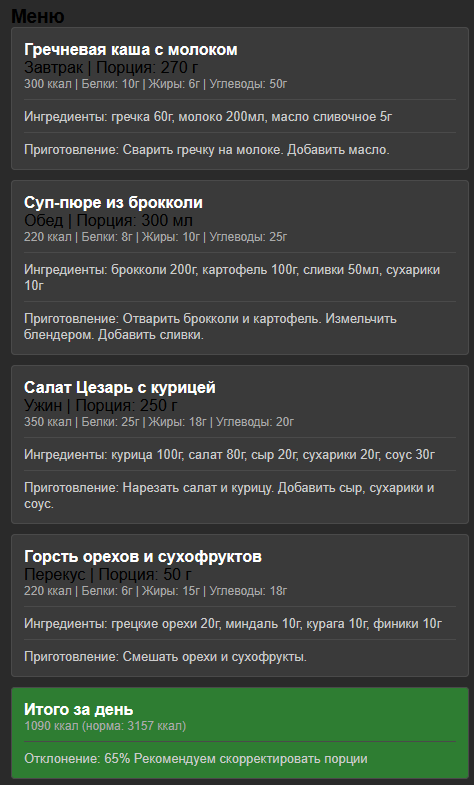 Меню
Гречневая каша с молоком
Завтрак | Порция: 270 г
300 ккал | Белки: 10г | Жиры: 6г | Углеводы: 50г
Ингредиенты: гречка 60г, молоко 200мл, масло сливочное 5г
Приготовление: Сварить гречку на молоке. Добавить масло.
Суп-пюре из брокколи
Обед | Порция: 300 мл
220 ккал | Белки: 8г | Жиры: 10г | Углеводы: 25г
Ингредиенты: брокколи 200г, картофель 100г, сливки 50мл, сухарики
10г
Приготовление: Отварить брокколи и картофель. Измельчить
блендером. Добавить сливки.
Салат Цезарь с курицей
Ужин | Порция: 250 г
350 ккал | Белки: 25г | Жиры: 18г | Углеводы: 20г
Ингредиенты: курица 100г, салат 80г, сыр 20г, сухарики 20г, соус 30г
Приготовление: Нарезать салат и курицу. Добавить сыр, сухарики и
соус.
Горсть орехов и сухофруктов
Перекус | Порция: 50 г
220 ккал | Белки: 6г | Жиры: 15г | Углеводы: 18г
Ингредиенты: грецкие орехи 20г, миндаль 10г, курага 10г, финики 10г
Приготовление: Смешать орехи и сухофрукты.
Итого за день
1090 ккал (норма: 3157 ккал)
Отклонение: 65% Рекомендуем скорректировать порции